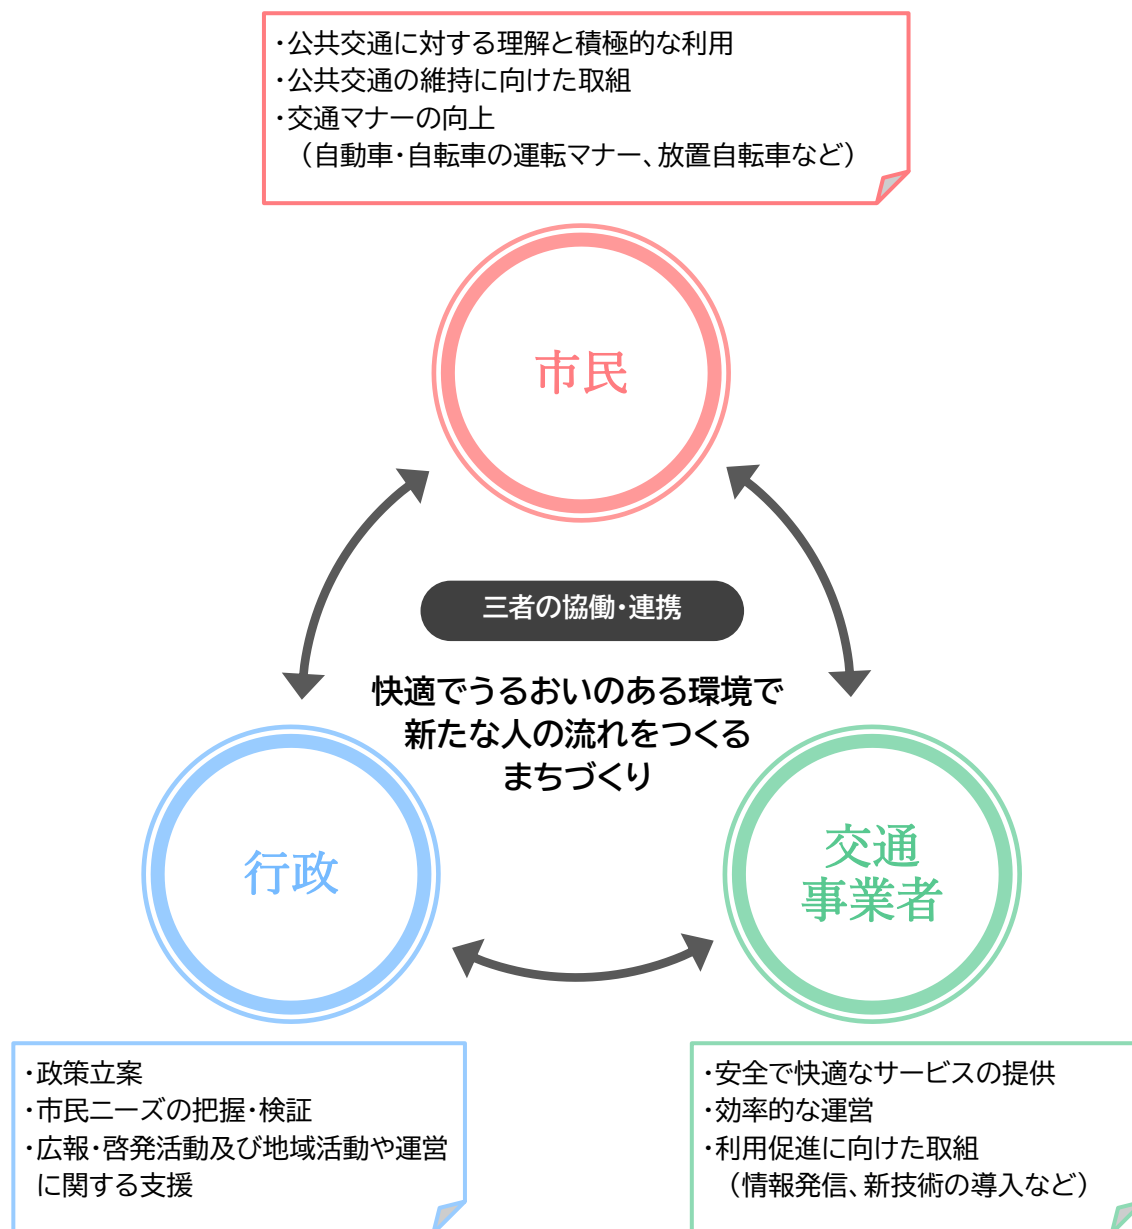 ・公共交通に対する理解と積極的な利用
・公共交通の維持に向けた取組
・交通マナーの向上
（自動車・自転車の運転マナー、放置自転車など）
市民
三者の協働・連携
快適でうるおいのある環境で
新たな人の流れをつくる
まちづくり
行政
交通
事業者
・政策立案
・市民ニーズの把握・検証
・広報・啓発活動及び地域活動や運営
に関する支援
・安全で快適なサービスの提供
・効率的な運営
・利用促進に向けた取組
（情報発信、新技術の導入など）